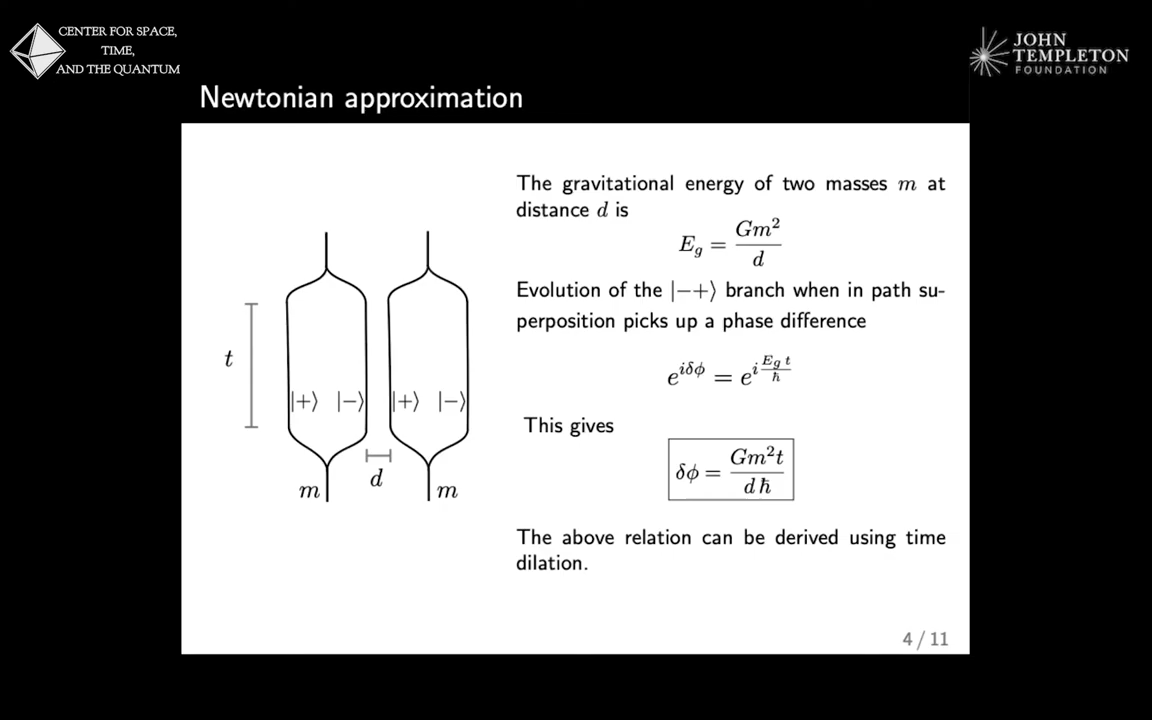 CENTER FOR SPACE,
TIME,
AND THE QUANTUM
JOHN
TEMPLETON
FOUNDATION
Newtonian approximation
The gravitational energy of two masses m at
distance d is
E_g = Gm²/d
Evolution of the |−+⟩ branch when in path su-
perposition picks up a phase difference
e^{iδφ} = e^{i E_g t/ħ}
This gives
δφ = Gm²t/dħ
The above relation can be derived using time
dilation.
t
|+⟩ |−⟩ |+⟩ |−⟩
d
m m
4 / 11